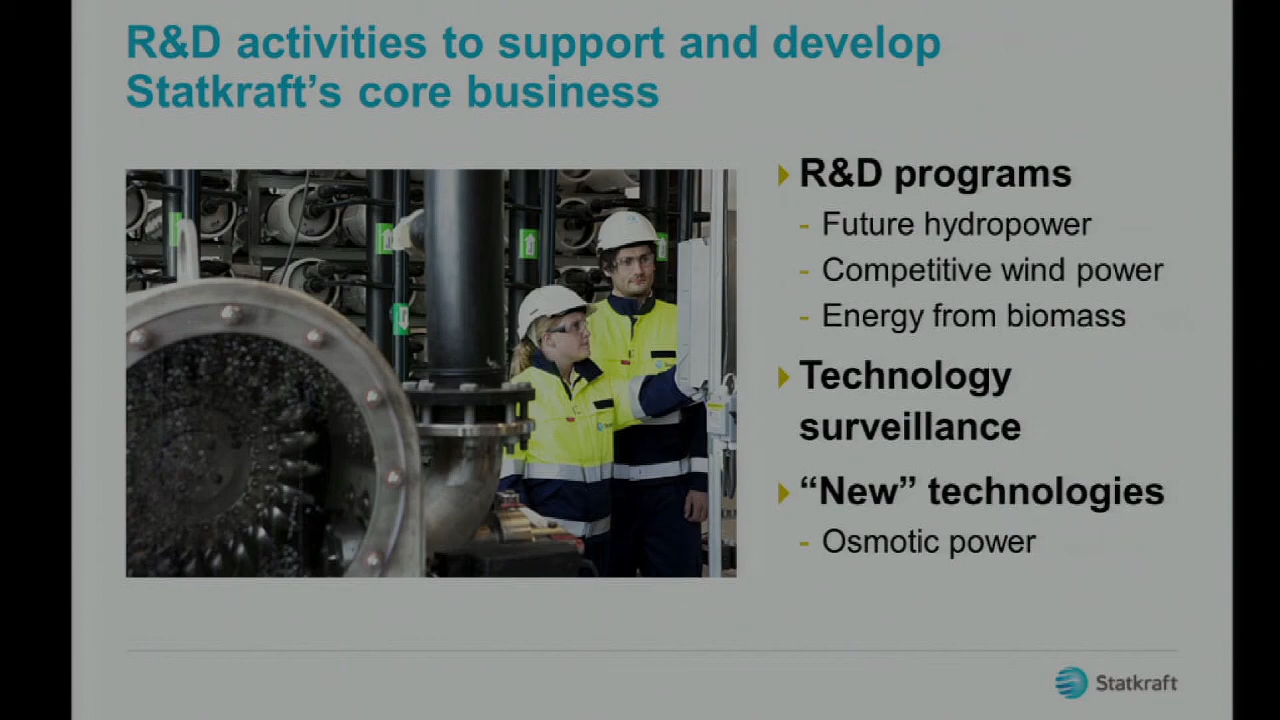 R&D activities to support and develop
Statkraft's core business
R&D programs
- Future hydropower
- Competitive wind power
- Energy from biomass
Technology
surveillance
“New” technologies
- Osmotic power
Statkraft